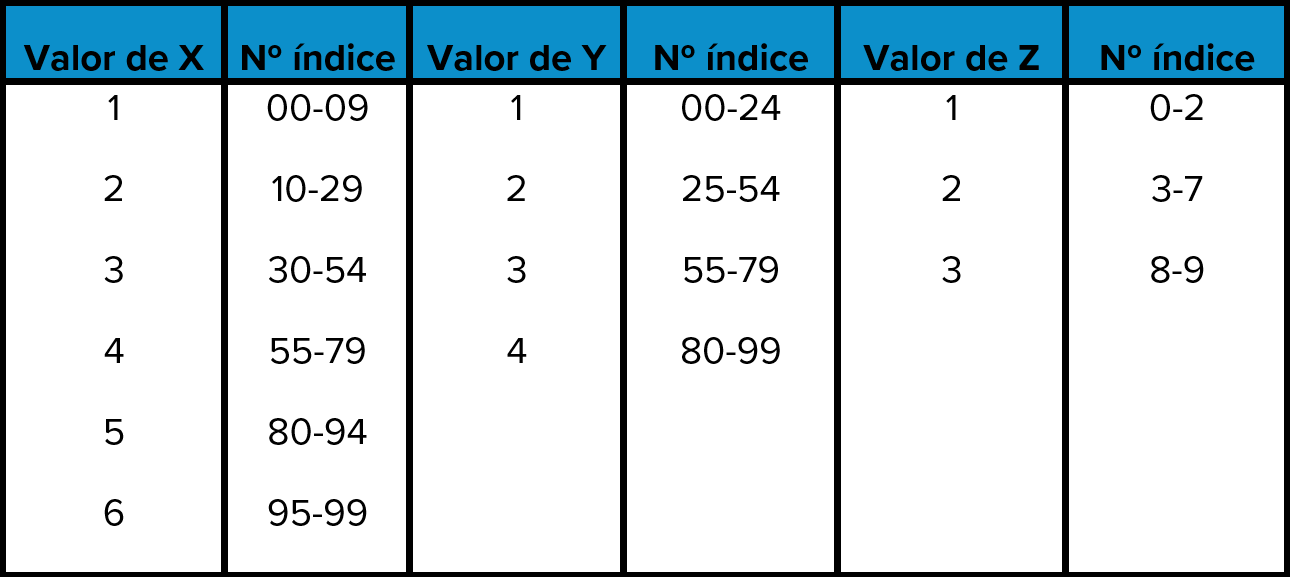 Valor de X Nº índice Valor de Y Nº índice Valor de Z Nº índice
1 00-09 1 00-24 1 0-2
2 10-29 2 25-54 2 3-7
3 30-54 3 55-79 3 8-9
4 55-79 4 80-99
5 80-94
6 95-99